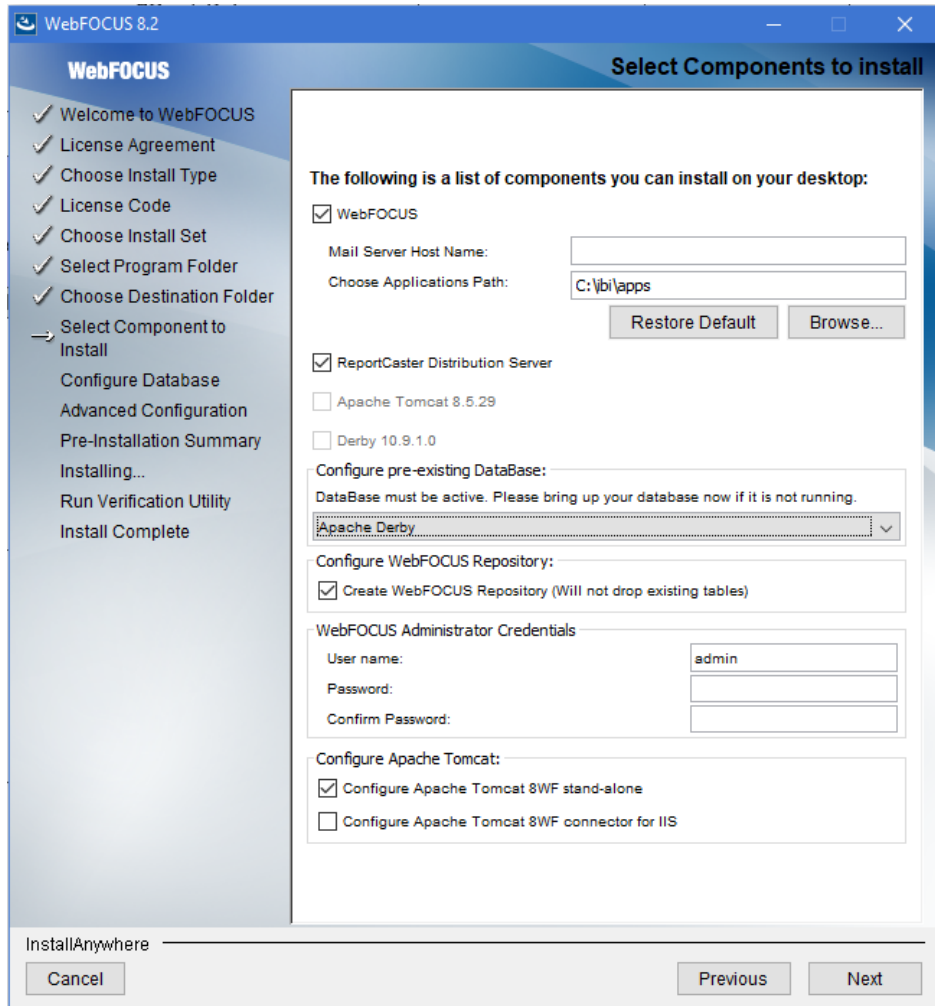 WebFOCUS 8.2
WebFOCUS
Select Components to install
Welcome to WebFOCUS
License Agreement
Choose Install Type
License Code
Choose Install Set
Select Program Folder
Choose Destination Folder
Select Component to
Install
Configure Database
Advanced Configuration
Pre-Installation Summary
Installing...
Run Verification Utility
Install Complete
The following is a list of components you can install on your desktop:
WebFOCUS
Mail Server Host Name:
Choose Applications Path: C:\ibi\apps
Restore Default Browse...
ReportCaster Distribution Server
Apache Tomcat 8.5.29
Derby 10.9.1.0
Configure pre-existing DataBase:
DataBase must be active. Please bring up your database now if it is not running.
Apache Derby
Configure WebFOCUS Repository:
Create WebFOCUS Repository (Will not drop existing tables)
WebFOCUS Administrator Credentials
User name: admin
Password:
Confirm Password:
Configure Apache Tomcat:
Configure Apache Tomcat 8WF stand-alone
Configure Apache Tomcat 8WF connector for IIS
InstallAnywhere
Cancel Previous Next